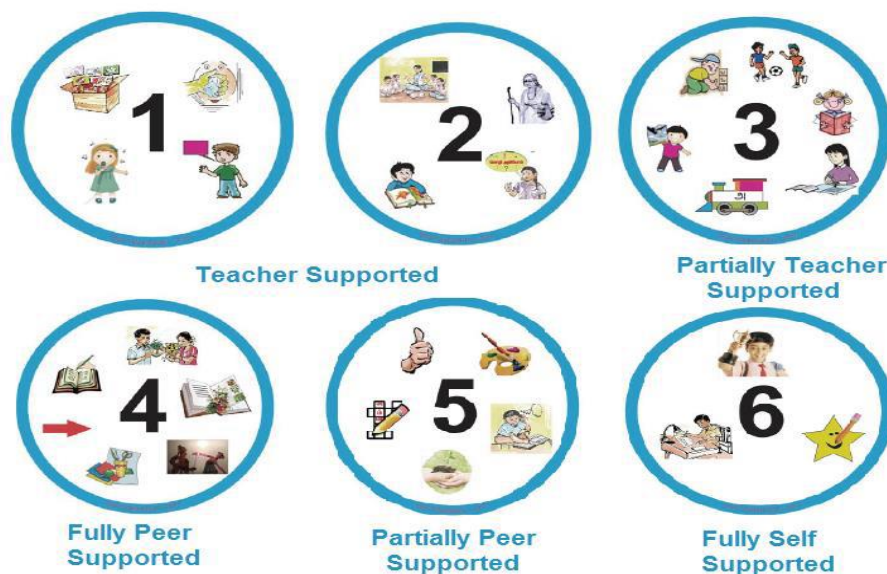 1
2
3
அ
Teacher Supported
Partially Teacher
Supported
4
5
6
Fully Peer
Supported
Partially Peer
Supported
Fully Self
Supported